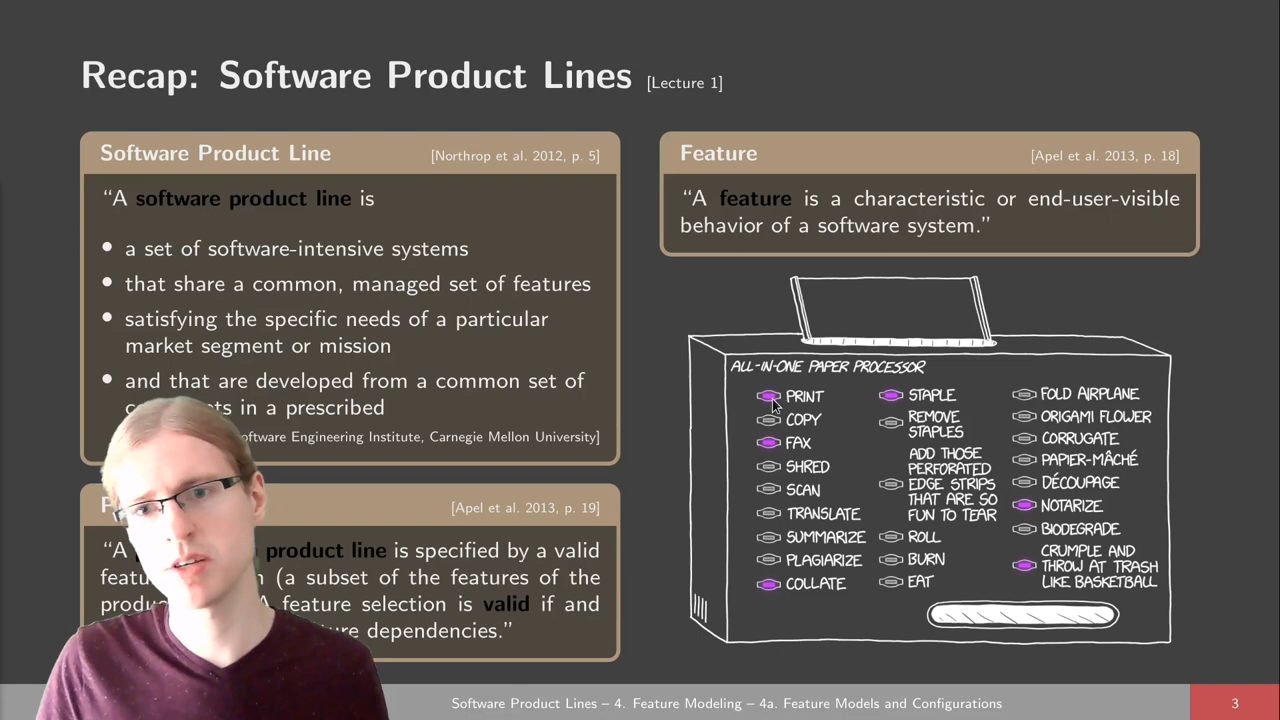 Recap: Software Product Lines [Lecture 1]
Software Product Line [Northrop et al. 2012, p. 5]
“A software product line is
• a set of software-intensive systems
• that share a common, managed set of features
• satisfying the specific needs of a particular
market segment or mission
• and that are developed from a common set of
in a prescribed
Engineering Institute, Carnegie Mellon University]
[Apel et al. 2013, p. 19]
“A product line is specified by a valid
(a subset of the features of the
A feature selection is valid if and
dependencies.”
Feature [Apel et al. 2013, p. 18]
“A feature is a characteristic or end-user-visible
behavior of a software system.”
ALL-IN-ONE PAPER PROCESSOR
PRINT
COPY
FAX
SHRED
SCAN
TRANSLATE
SUMMARIZE
PLAGIARIZE
COLLATE
STAPLE
REMOVE
STAPLES
ADD THOSE
PERFORATED
EDGE STRIPS
THAT ARE SO
FUN TO TEAR
ROLL
BURN
EAT
FOLD AIRPLANE
ORIGAMI FLOWER
CORRUGATE
PAPIER-MÂCHÉ
DÉCOUPAGE
NOTARIZE
BIODEGRADE
CRUMPLE AND
THROW AT TRASH
LIKE BASKETBALL
Software Product Lines – 4. Feature Modeling – 4a. Feature Models and Configurations 3